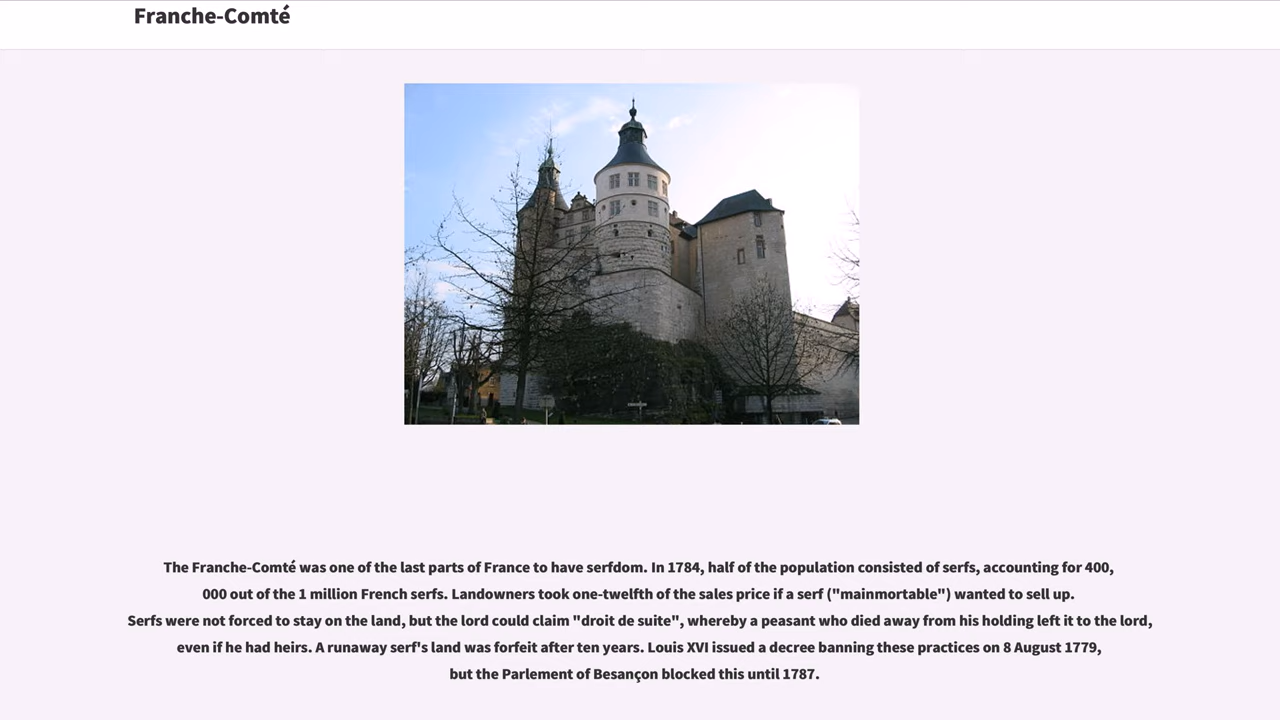 Franche-Comté
The Franche-Comté was one of the last parts of France to have serfdom. In 1784, half of the population consisted of serfs, accounting for 400,
000 out of the 1 million French serfs. Landowners took one-twelfth of the sales price if a serf ("mainmortable") wanted to sell up.
Serfs were not forced to stay on the land, but the lord could claim "droit de suite", whereby a peasant who died away from his holding left it to the lord,
even if he had heirs. A runaway serf's land was forfeit after ten years. Louis XVI issued a decree banning these practices on 8 August 1779,
but the Parlement of Besançon blocked this until 1787.